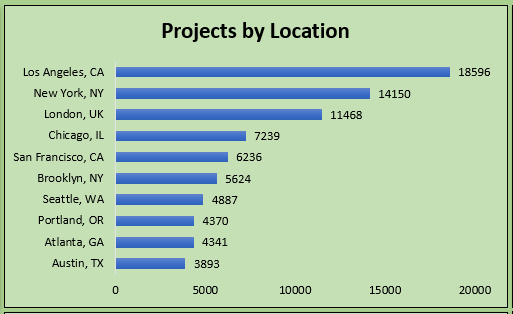 Projects by Location
Los Angeles, CA 18596
New York, NY 14150
London, UK 11468
Chicago, IL 7239
San Francisco, CA 6236
Brooklyn, NY 5624
Seattle, WA 4887
Portland, OR 4370
Atlanta, GA 4341
Austin, TX 3893
0 5000 10000 15000 20000